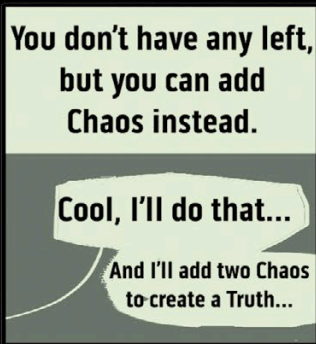 You don't have any left,
but you can add
Chaos instead.
Cool, I'll do that...
And I'll add two Chaos
to create a Truth...